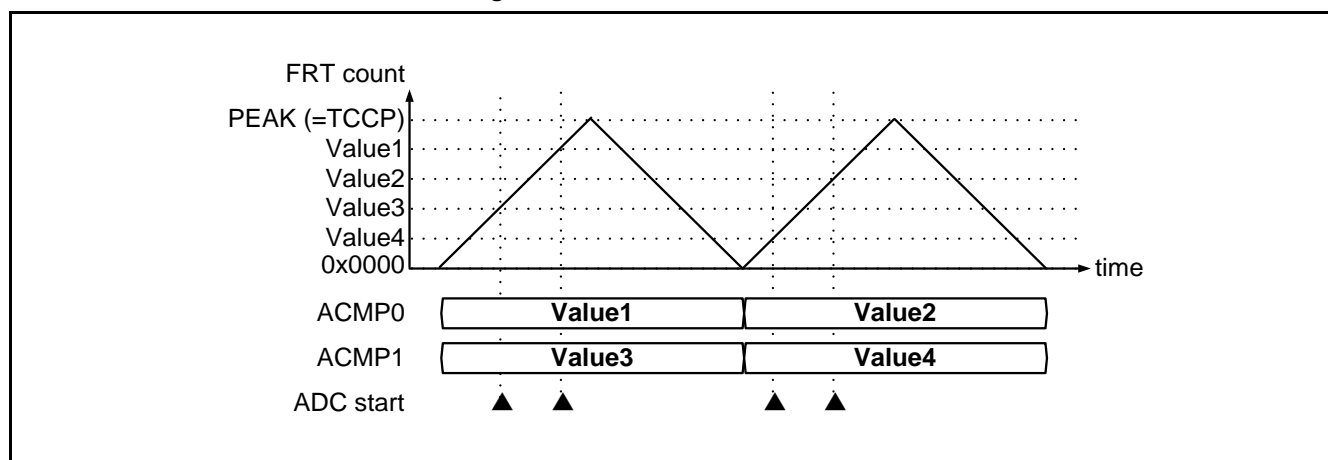 FRT count
PEAK (=TCCP)
Value1
Value2
Value3
Value4
0x0000
time
ACMP0 Value1 Value2
ACMP1 Value3 Value4
ADC start